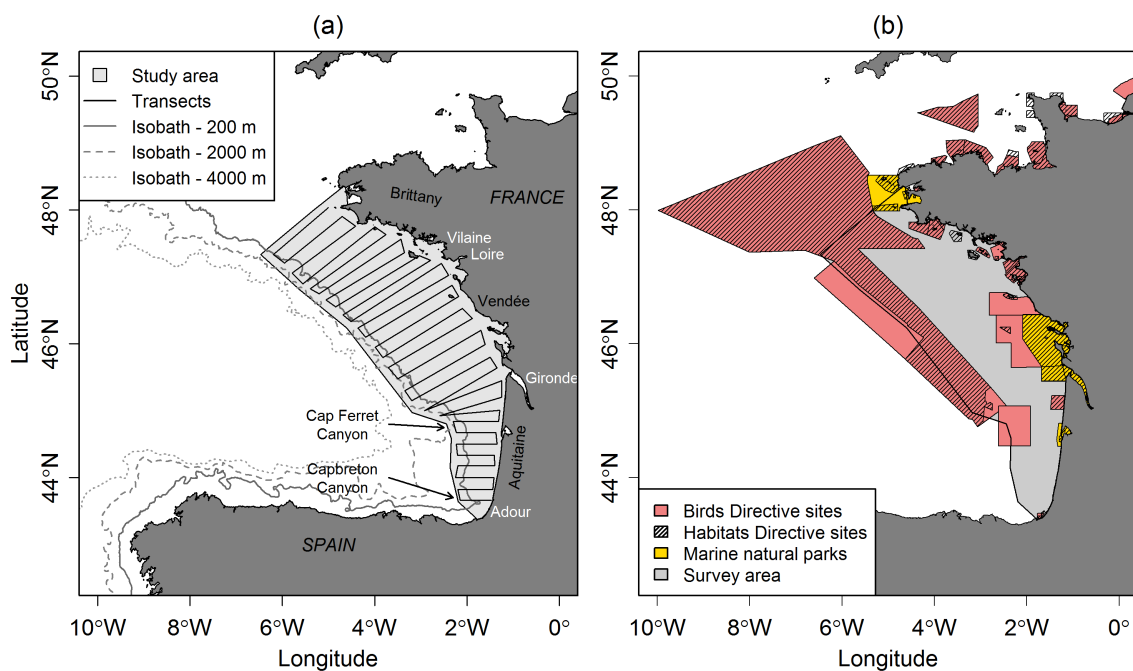 (a)
(b)
Study area
Transects
Isobath - 200 m
Isobath - 2000 m
Isobath - 4000 m
Brittany
FRANCE
Vilaine
Loire
Vendée
Gironde
Cap Ferret
Canyon
Aquitaine
Capbreton
Canyon
Adour
SPAIN
50°N
48°N
46°N
44°N
Latitude
10°W 8°W 6°W 4°W 2°W 0°
Longitude
50°N
48°N
46°N
44°N
Birds Directive sites
Habitats Directive sites
Marine natural parks
Survey area
10°W 8°W 6°W 4°W 2°W 0°
Longitude